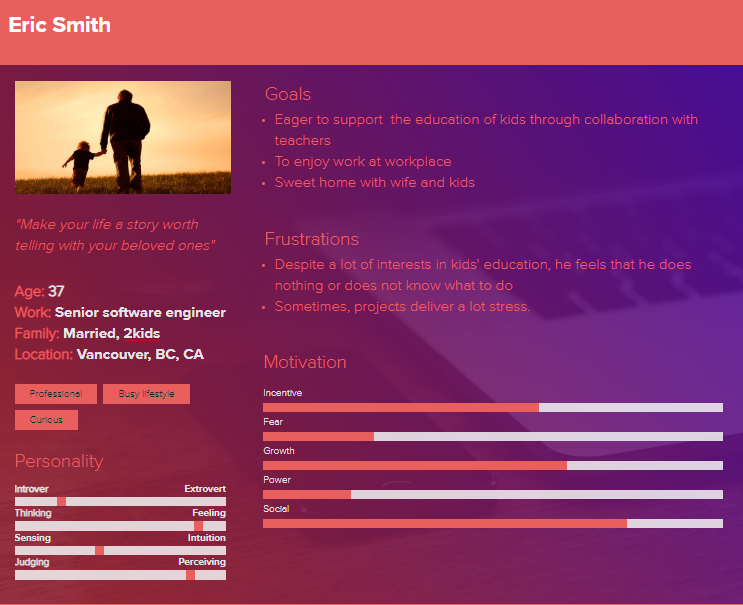 Eric Smith
"Make your life a story worth
telling with your beloved ones"
Age: 37
Work: Senior software engineer
Family: Married, 2kids
Location: Vancouver, BC, CA
Professional Busy lifestyle
Curious
Personality
Introver Extrovert
Thinking Feeling
Sensing Intuition
Judging Perceiving
Goals
• Eager to support  the education of kids through collaboration with
teachers
• To enjoy work at workplace
• Sweet home with wife and kids
Frustrations
• Despite a lot of interests in kids' education, he feels that he does
nothing or does not know what to do
• Sometimes, projects deliver a lot stress.
Motivation
Incentive
Fear
Growth
Power
Social